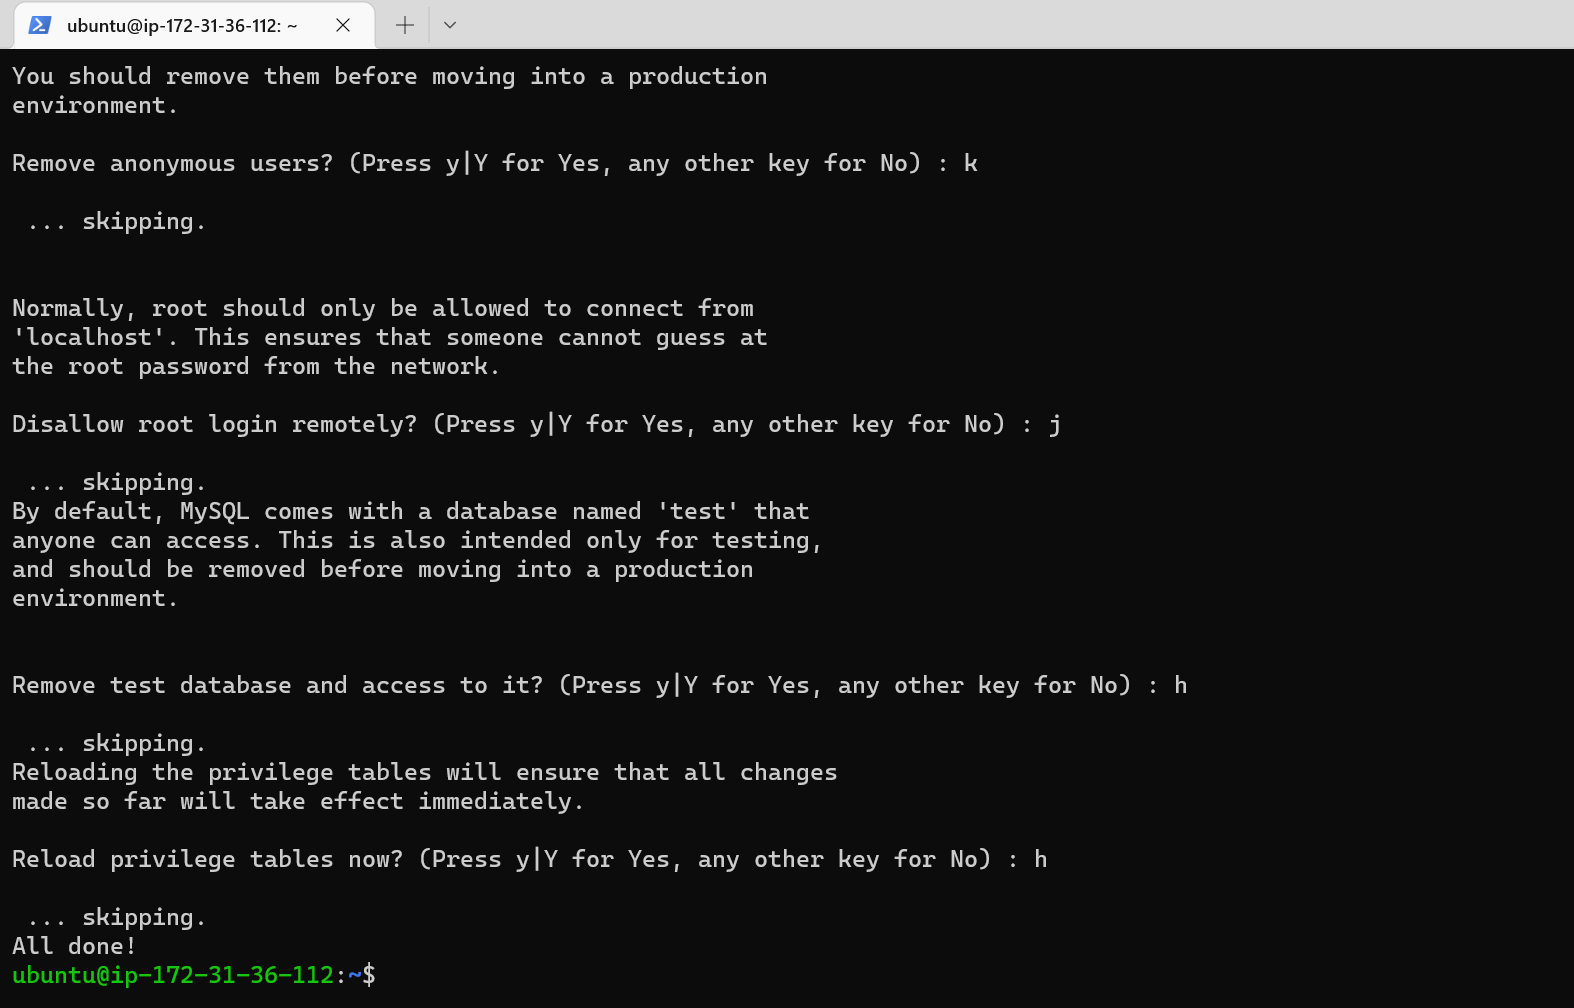 ubuntu@ip-172-31-36-112: ~
You should remove them before moving into a production
environment.
Remove anonymous users? (Press y|Y for Yes, any other key for No) : k
... skipping.
Normally, root should only be allowed to connect from
'localhost'. This ensures that someone cannot guess at
the root password from the network.
Disallow root login remotely? (Press y|Y for Yes, any other key for No) : j
... skipping.
By default, MySQL comes with a database named 'test' that
anyone can access. This is also intended only for testing,
and should be removed before moving into a production
environment.
Remove test database and access to it? (Press y|Y for Yes, any other key for No) : h
... skipping.
Reloading the privilege tables will ensure that all changes
made so far will take effect immediately.
Reload privilege tables now? (Press y|Y for Yes, any other key for No) : h
... skipping.
All done!
ubuntu@ip-172-31-36-112:~$